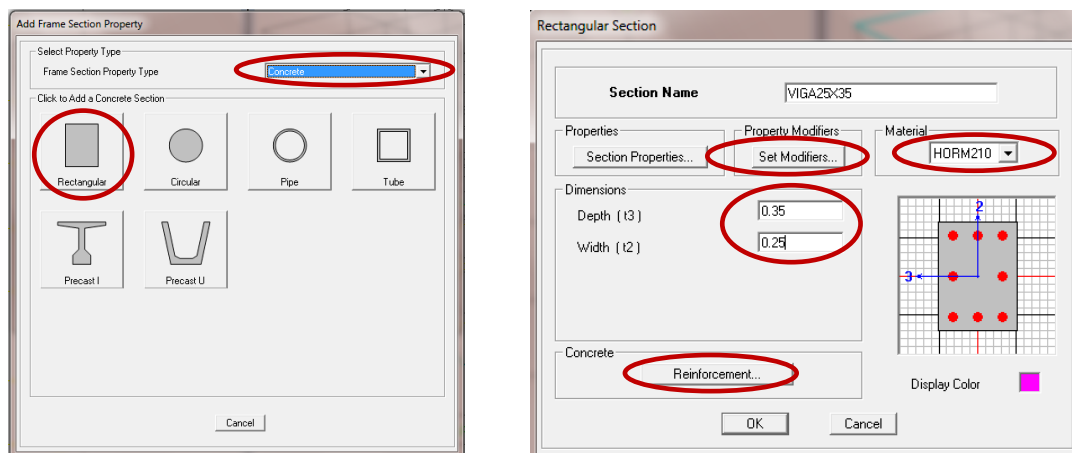 Add Frame Section Property
Select Property Type
Frame Section Property Type
Concrete
Click to Add a Concrete Section
Rectangular
Circular
Pipe
Tube
Precast I
Precast U
Cancel
Rectangular Section
Section Name
VIGA25X35
Properties
Section Properties...
Property Modifiers
Set Modifiers...
Material
HORM210
Dimensions
Depth ( t3 )
0.35
Width ( t2 )
0.25
2
3
Concrete
Reinforcement...
Display Color
OK
Cancel